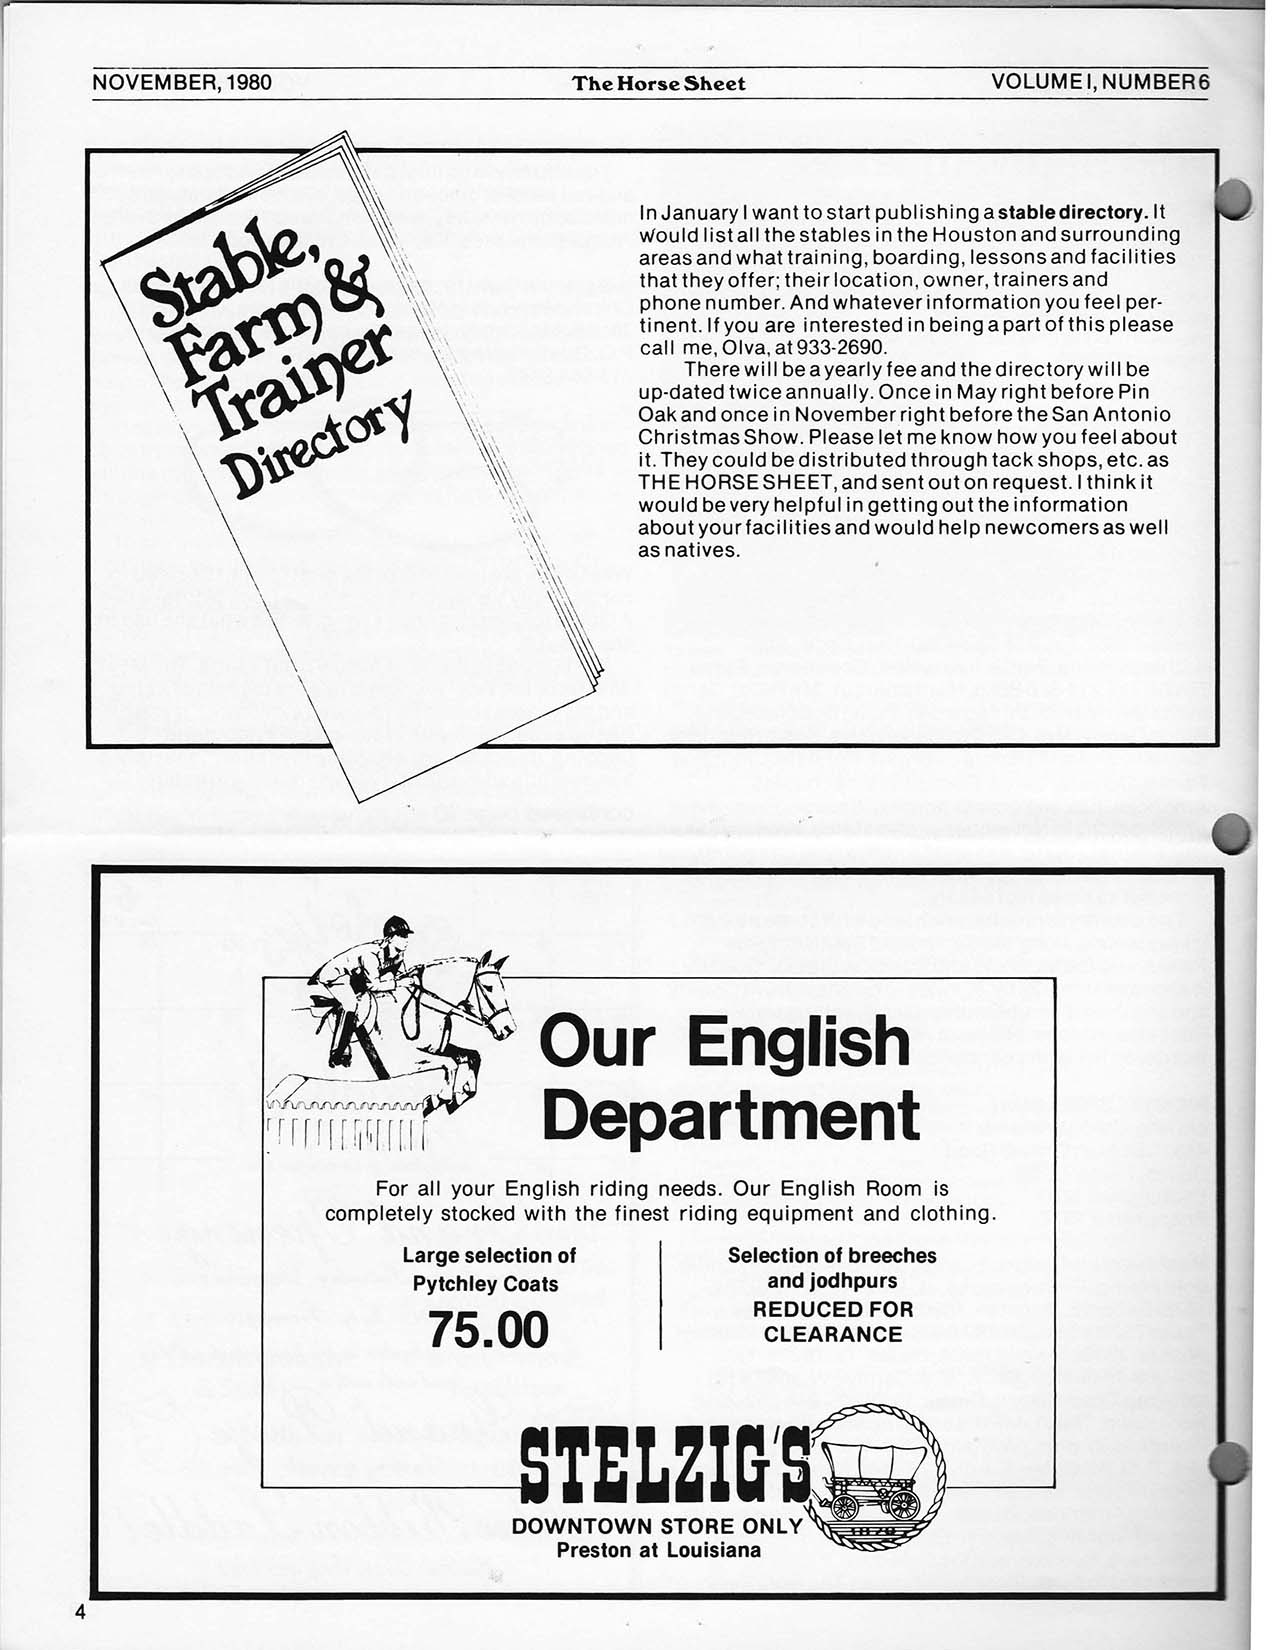 NOVEMBER, 1980 The Horse Sheet VOLUME I, NUMBER 6
Stable,
Farm &
Trainer
Directory
In January I want to start publishing a stable directory. It
would list all the stables in the Houston and surrounding
areas and what training, boarding, lessons and facilities
that they offer; their location, owner, trainers and
phone number. And whatever information you feel per-
tinent. If you are interested in being a part of this please
call me, Olva, at 933-2690.
There will be a yearly fee and the directory will be
up-dated twice annually. Once in May right before Pin
Oak and once in November right before the San Antonio
Christmas Show. Please let me know how you feel about
it. They could be distributed through tack shops, etc. as
THE HORSE SHEET, and sent out on request. I think it
would be very helpful in getting out the information
about your facilities and would help newcomers as well
as natives.
Our English
Department
For all your English riding needs. Our English Room is
completely stocked with the finest riding equipment and clothing.
Large selection of
Pytchley Coats
75.00
Selection of breeches
and jodhpurs
REDUCED FOR
CLEARANCE
STELZIG'S
DOWNTOWN STORE ONLY
Preston at Louisiana
4